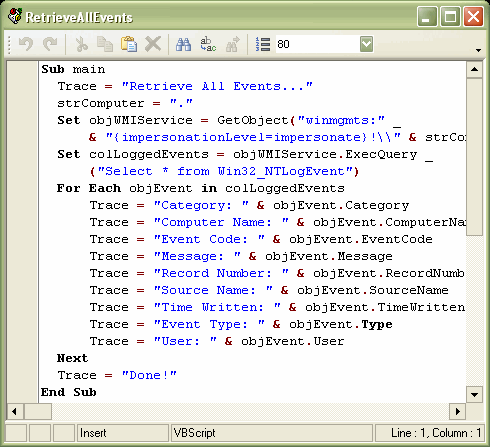 RetrieveAllEvents
80
Sub main
Trace = "Retrieve All Events..."
strComputer = "."
Set objWMIService = GetObject("winmgmts:" _
& "{impersonationLevel=impersonate}!\\" & strCo
Set colLoggedEvents = objWMIService.ExecQuery _
("Select * from Win32_NTLogEvent")
For Each objEvent in colLoggedEvents
Trace = "Category: " & objEvent.Category
Trace = "Computer Name: " & objEvent.ComputerNa
Trace = "Event Code: " & objEvent.EventCode
Trace = "Message: " & objEvent.Message
Trace = "Record Number: " & objEvent.RecordNumb
Trace = "Source Name: " & objEvent.SourceName
Trace = "Time Written: " & objEvent.TimeWritten
Trace = "Event Type: " & objEvent.Type
Trace = "User: " & objEvent.User
Next
Trace = "Done!"
End Sub
Insert VBScript Line : 1, Column : 1